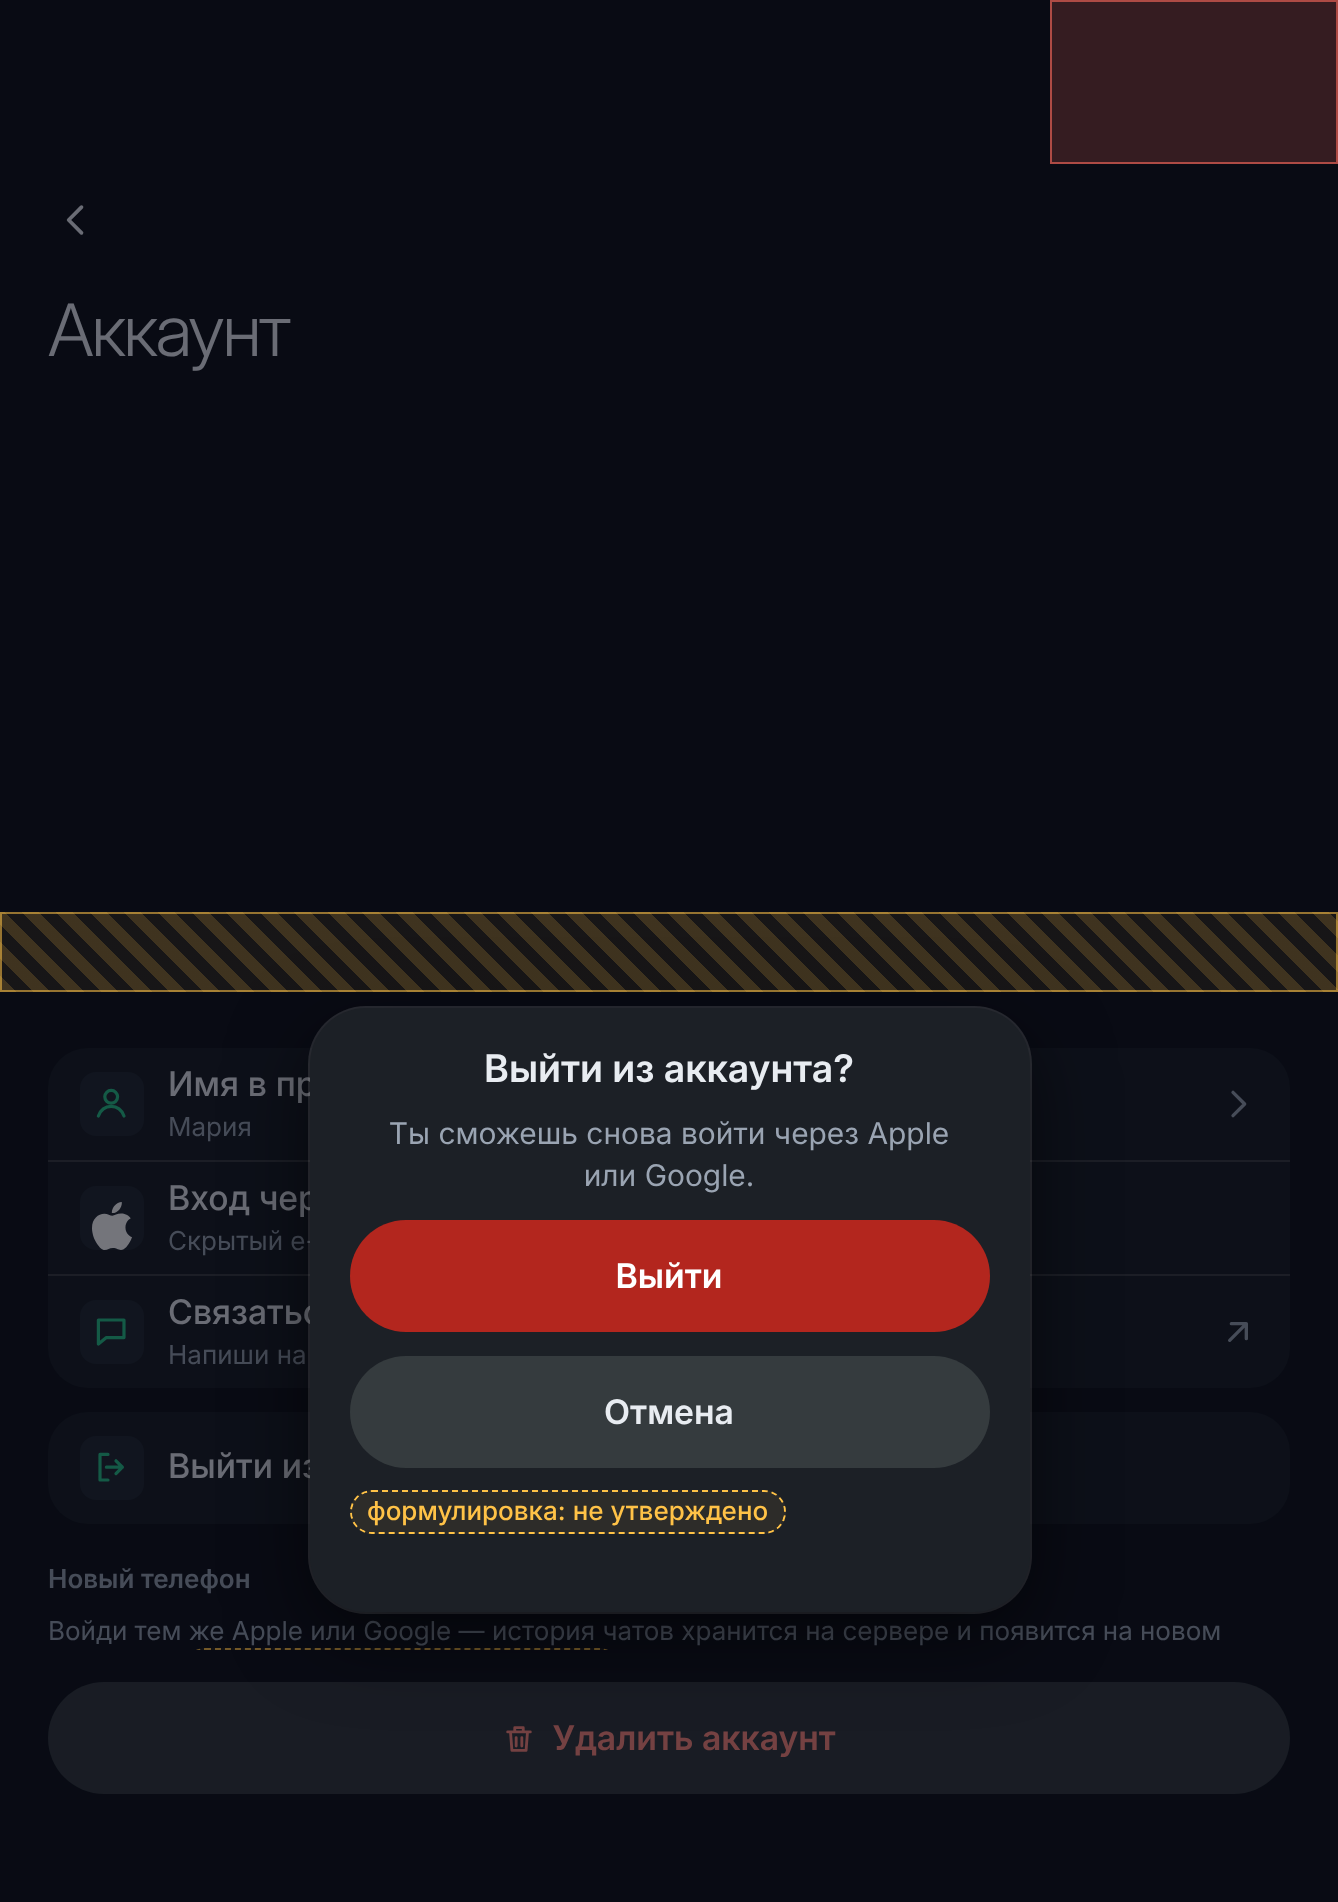 Аккаунт
Выйти из аккаунта?
Ты сможешь снова войти через Apple
или Google.
Выйти
Отмена
формулировка: не утверждено
Имя в пр
Мария
Вход чер
Скрытый e-
Связатьс
Напиши на
Выйти из
Новый телефон
Войди тем же Apple или Google — история чатов хранится на сервере и появится на новом
Удалить аккаунт